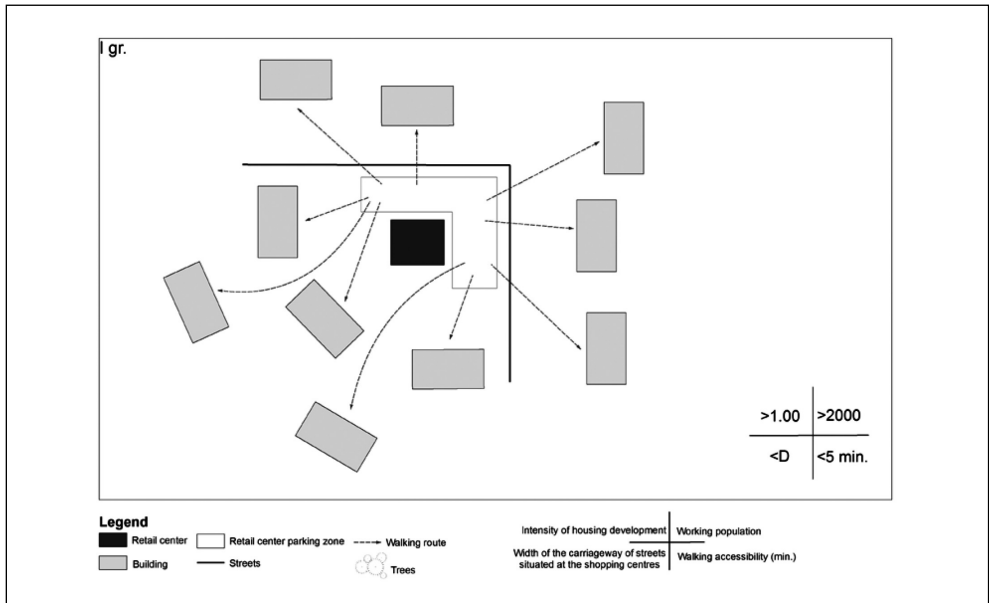 I gr.
>1.00 >2000
<D <5 min.
Legend
Retail center
Retail center parking zone
Walking route
Building
Streets
Trees
Intensity of housing development
Working population
Width of the carriageway of streets
situated at the shopping centres
Walking accessibility (min.)